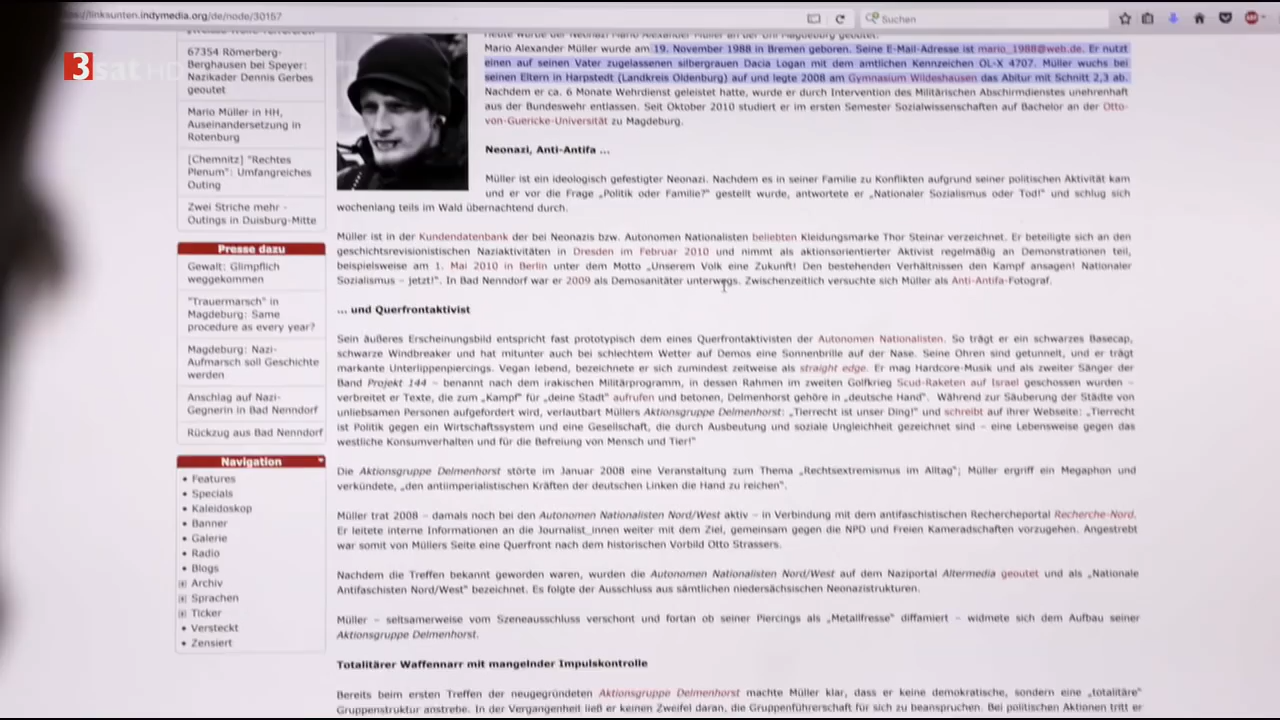 3sat HD
https://linksunten.indymedia.org/de/node/30157
Suchen
67354 Römerberg-
Berghausen bei Speyer:
Nazikader Dennis Gerbes
geoutet
Mario Müller in HH,
Auseinandersetzung in
Rotenburg
[Chemnitz] "Rechtes
Plenum": Umfangreiches
Outing
Zwei Striche mehr -
Outings in Duisburg-Mitte
Presse dazu
Gewalt: Glimpflich
weggekommen
"Trauermarsch" in
Magdeburg: Same
procedure as every year?
Magdeburg: Nazi-
Aufmarsch soll Geschichte
werden
Anschlag auf Nazi-
Gegnerin in Bad Nenndorf
Rückzug aus Bad Nenndorf
Navigation
Features
Specials
Kaleidoskop
Banner
Galerie
Radio
Blogs
Archiv
Sprachen
Ticker
Versteckt
Zensiert
Heute wurde der Neonazi Mario Alexander Müller an der Uni Magdeburg geoutet.
Mario Alexander Müller wurde am 19. November 1988 in Bremen geboren. Seine E-Mail-Adresse ist mario_1988@web.de. Er nutzt
einen auf seinen Vater zugelassenen silbergrauen Dacia Logan mit dem amtlichen Kennzeichen OL-X 4707. Müller wuchs bei
seinen Eltern in Harpstedt (Landkreis Oldenburg) auf und legte 2008 am Gymnasium Wildeshausen das Abitur mit Schnitt 2,3 ab.
Nachdem er ca. 6 Monate Wehrdienst geleistet hatte, wurde er durch Intervention des Militärischen Abschirmdienstes unehrenhaft
aus der Bundeswehr entlassen. Seit Oktober 2010 studiert er im ersten Semester Sozialwissenschaften auf Bachelor an der Otto-
von-Guericke-Universität zu Magdeburg.
Neonazi, Anti-Antifa ...
Müller ist ein ideologisch gefestigter Neonazi. Nachdem es in seiner Familie zu Konflikten aufgrund seiner politischen Aktivität kam
und er vor die Frage „Politik oder Familie?" gestellt wurde, antwortete er „Nationaler Sozialismus oder Tod!" und schlug sich
wochenlang teils im Wald übernachtend durch.
Müller ist in der Kundendatenbank der bei Neonazis bzw. Autonomen Nationalisten beliebten Kleidungsmarke Thor Steinar verzeichnet. Er beteiligte sich an den
geschichtsrevisionistischen Naziaktivitäten in Dresden im Februar 2010 und nimmt als aktionsorientierter Aktivist regelmäßig an Demonstrationen teil,
beispielsweise am 1. Mai 2010 in Berlin unter dem Motto „Unserem Volk eine Zukunft! Den bestehenden Verhältnissen den Kampf ansagen! Nationaler
Sozialismus – jetzt!". In Bad Nenndorf war er 2009 als Demosanitäter unterwegs. Zwischenzeitlich versuchte sich Müller als Anti-Antifa-Fotograf.
... und Querfrontaktivist
Sein äußeres Erscheinungsbild entspricht fast prototypisch dem eines Querfrontaktivisten der Autonomen Nationalisten. So trägt er ein schwarzes Basecap,
schwarze Windbreaker und hat mitunter auch bei schlechtem Wetter auf Demos eine Sonnenbrille auf der Nase. Seine Ohren sind getunnelt, und er trägt
markante Unterlippenpiercings. Vegan lebend, bezeichnete er sich zumindest zeitweise als straight edge. Er mag Hardcore-Musik und als zweiter Sänger der
Band Projekt 144 – benannt nach dem irakischen Militärprogramm, in dessen Rahmen im zweiten Golfkrieg Scud-Raketen auf Israel geschossen wurden –
verbreitet er Texte, die zum „Kampf" für „deine Stadt" aufrufen und betonen, Delmenhorst gehöre in „deutsche Hand". Während zur Säuberung der Städte von
unliebsamen Personen aufgefordert wird, verlautbart Müllers Aktionsgruppe Delmenhorst: „Tierrecht ist unser Ding!" und schreibt auf ihrer Webseite: „Tierrecht
ist Politik gegen ein Wirtschaftssystem und eine Gesellschaft, die durch Ausbeutung und soziale Ungleichheit gezeichnet sind – eine Lebensweise gegen das
westliche Konsumverhalten und für die Befreiung von Mensch und Tier!"
Die Aktionsgruppe Delmenhorst störte im Januar 2008 eine Veranstaltung zum Thema „Rechtsextremismus im Alltag"; Müller ergriff ein Megaphon und
verkündete, „den antiimperialistischen Kräften der deutschen Linken die Hand zu reichen".
Müller trat 2008 – damals noch bei den Autonomen Nationalisten Nord/West aktiv – in Verbindung mit dem antifaschistischen Rechercheportal Recherche-Nord.
Er leitete interne Informationen an die Journalist_innen weiter mit dem Ziel, gemeinsam gegen die NPD und Freien Kameradschaften vorzugehen. Angestrebt
war somit von Müllers Seite eine Querfront nach dem historischen Vorbild Otto Strassers.
Nachdem die Treffen bekannt geworden waren, wurden die Autonomen Nationalisten Nord/West auf dem Naziportal Altermedia geoutet und als „Nationale
Antifaschisten Nord/West" bezeichnet. Es folgte der Ausschluss aus sämtlichen niedersächsischen Neonazistrukturen.
Müller – seltsamerweise vom Szeneausschluss verschont und fortan ob seiner Piercings als „Metallfresse" diffamiert – widmete sich dem Aufbau seiner
Aktionsgruppe Delmenhorst.
Totalitärer Waffennarr mit mangelnder Impulskontrolle
Bereits beim ersten Treffen der neugegründeten Aktionsgruppe Delmenhorst machte Müller klar, dass er keine demokratische, sondern eine „totalitäre"
Gruppenstruktur anstrebe. In der Vergangenheit ließ er keinen Zweifel daran, die Gruppenführerschaft für sich zu beanspruchen. Bei politischen Aktionen tritt er